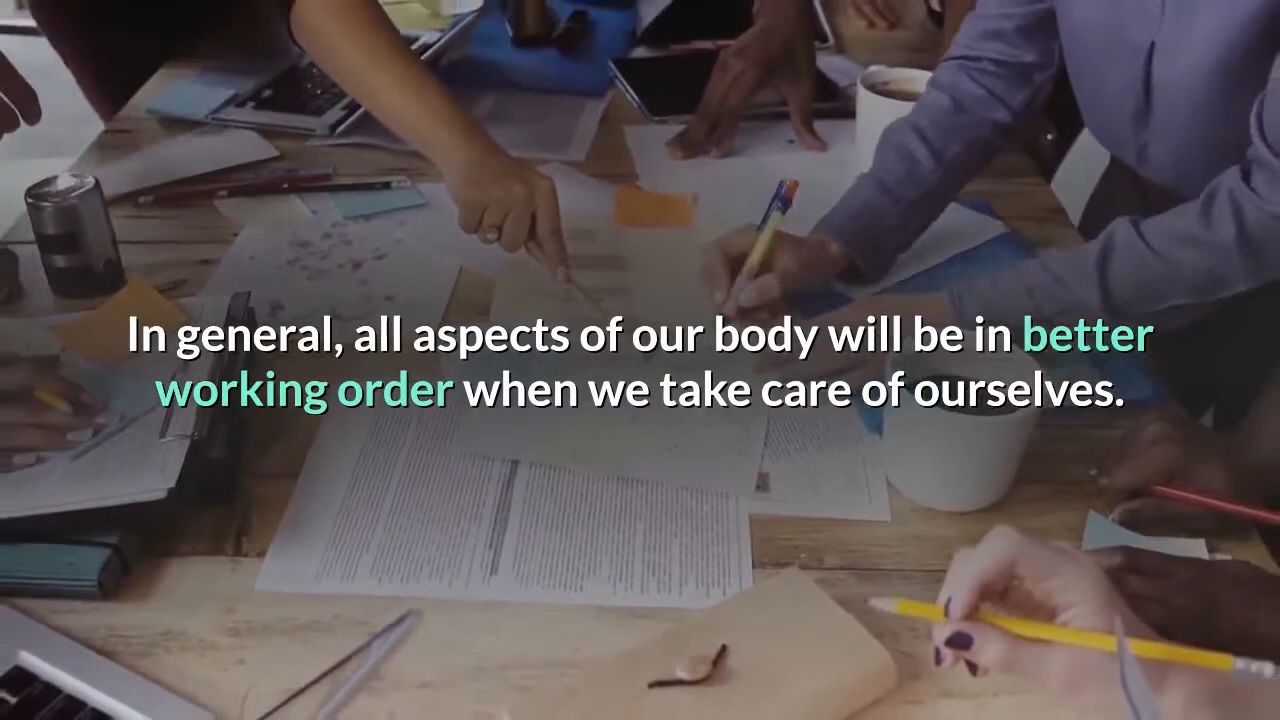 In general, all aspects of our body will be in better
working order when we take care of ourselves.